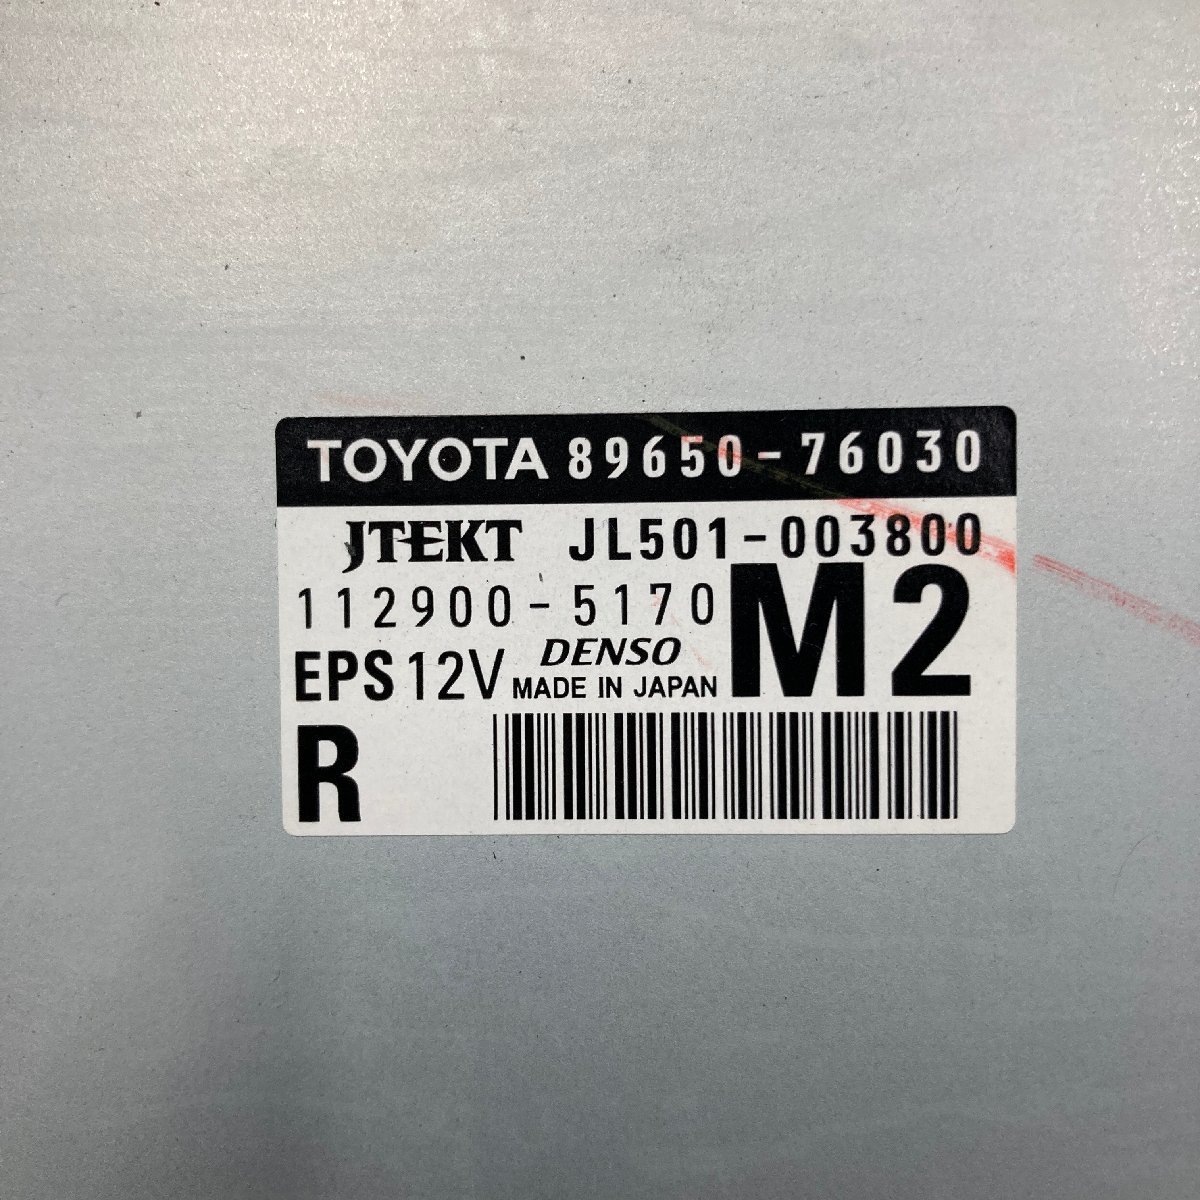 TOYOTA 89650-76030
JTEKT JL501-003800
112900-5170 M2
EPS 12V DENSO
MADE IN JAPAN
R